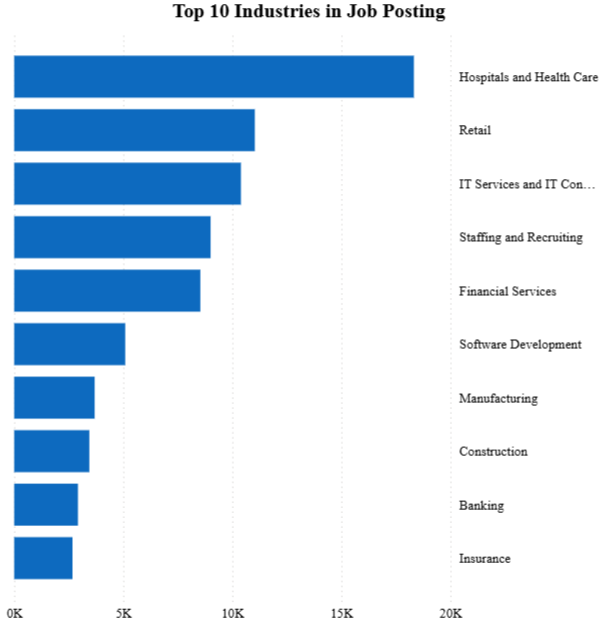 Top 10 Industries in Job Posting
Hospitals and Health Care
Retail
IT Services and IT Con…
Staffing and Recruiting
Financial Services
Software Development
Manufacturing
Construction
Banking
Insurance
0K 5K 10K 15K 20K